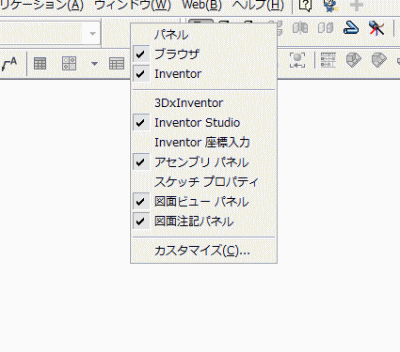 リケーション(A) ウィンドウ(W) Web(B) ヘルプ(H)
パネル
ブラウザ
Inventor
3DxInventor
Inventor Studio
Inventor 座標入力
アセンブリ パネル
スケッチ プロパティ
図面ビュー パネル
図面注記パネル
カスタマイズ(C)...